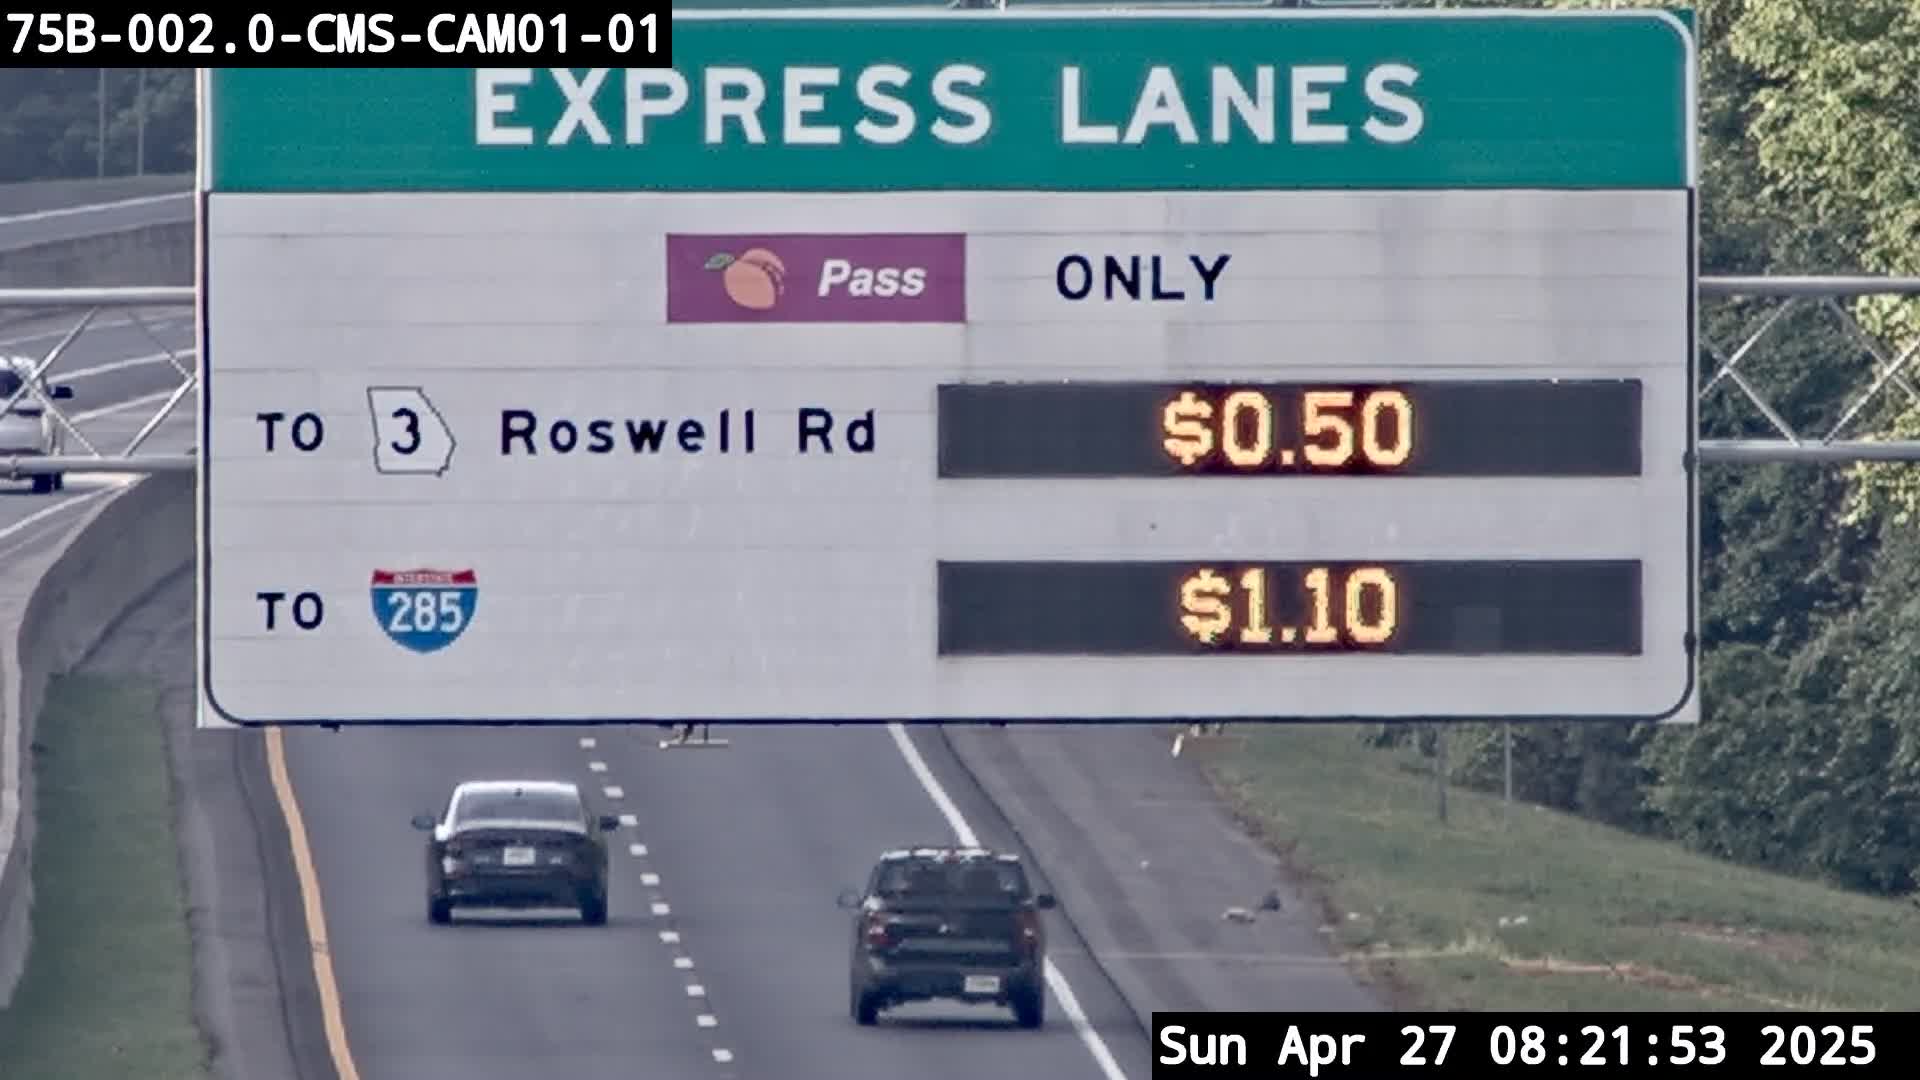 75B-002.0-CMS-CAM01-01
EXPRESS LANES
Pass ONLY
TO 3 Roswell Rd $0.50
TO INTERSTATE 285 $1.10
Sun Apr 27 08:21:53 2025